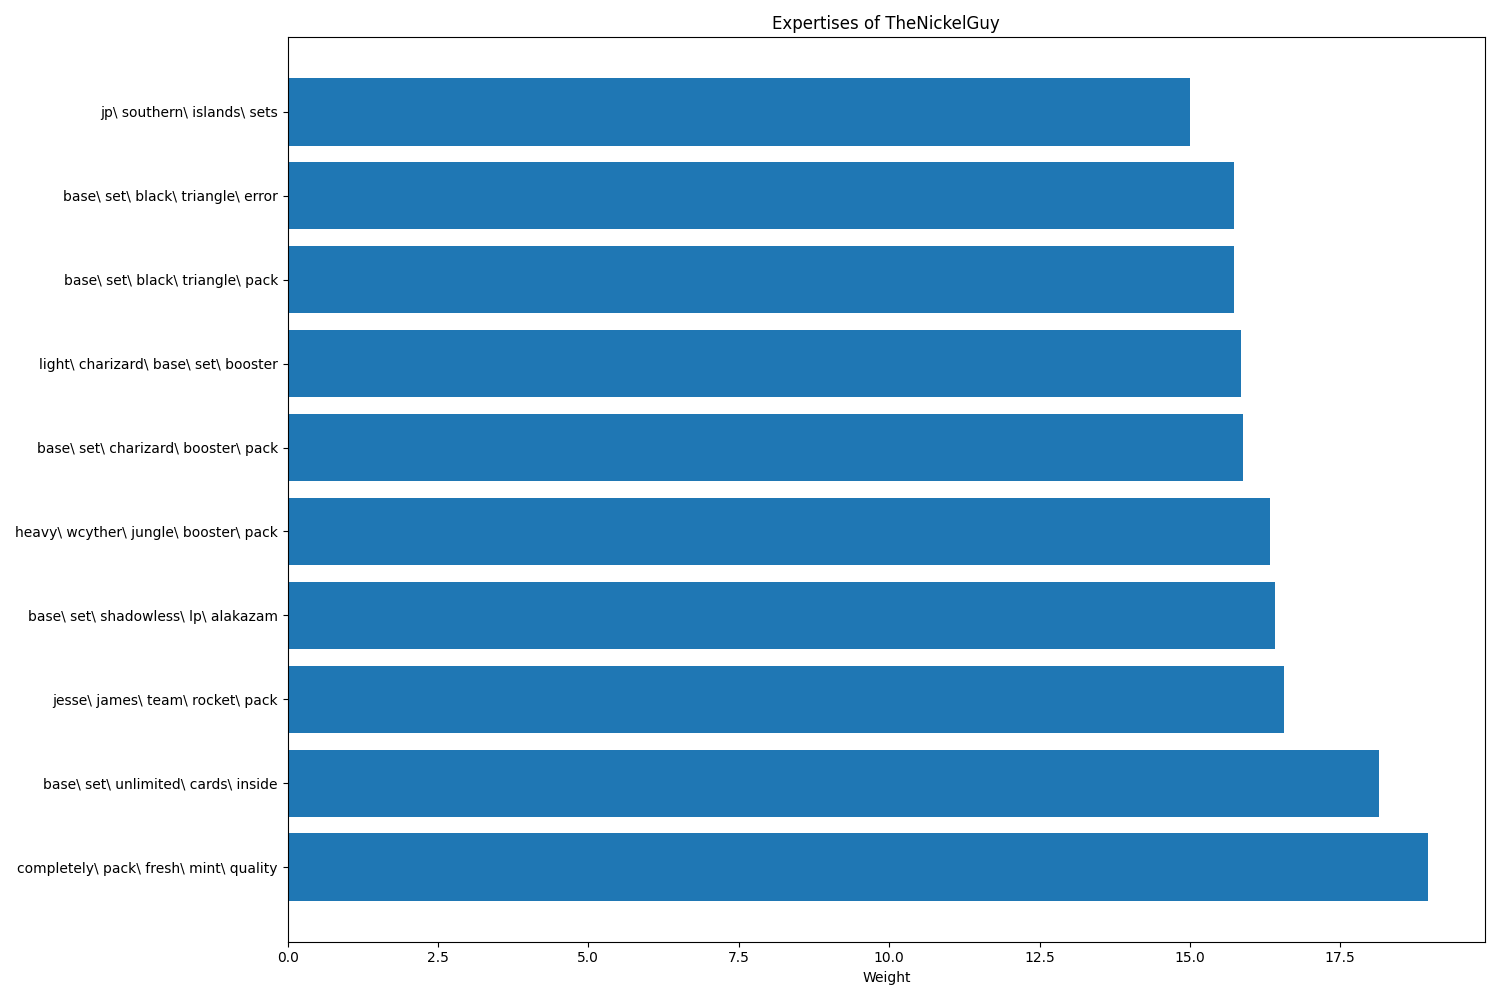 Expertises of TheNickelGuy
jp\ southern\ islands\ sets
base\ set\ black\ triangle\ error
base\ set\ black\ triangle\ pack
light\ charizard\ base\ set\ booster
base\ set\ charizard\ booster\ pack
heavy\ wcyther\ jungle\ booster\ pack
base\ set\ shadowless\ lp\ alakazam
jesse\ james\ team\ rocket\ pack
base\ set\ unlimited\ cards\ inside
completely\ pack\ fresh\ mint\ quality
0.0 2.5 5.0 7.5 10.0 12.5 15.0 17.5
Weight